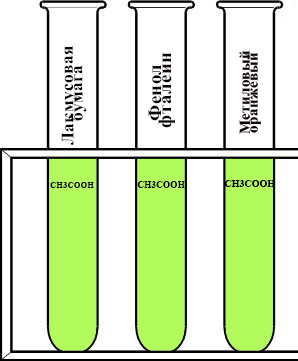 Лакмусовая
бумага
Фенол
фталеин
Метиловый
оранжевый
CH3COOH
CH3COOH
CH3COOH